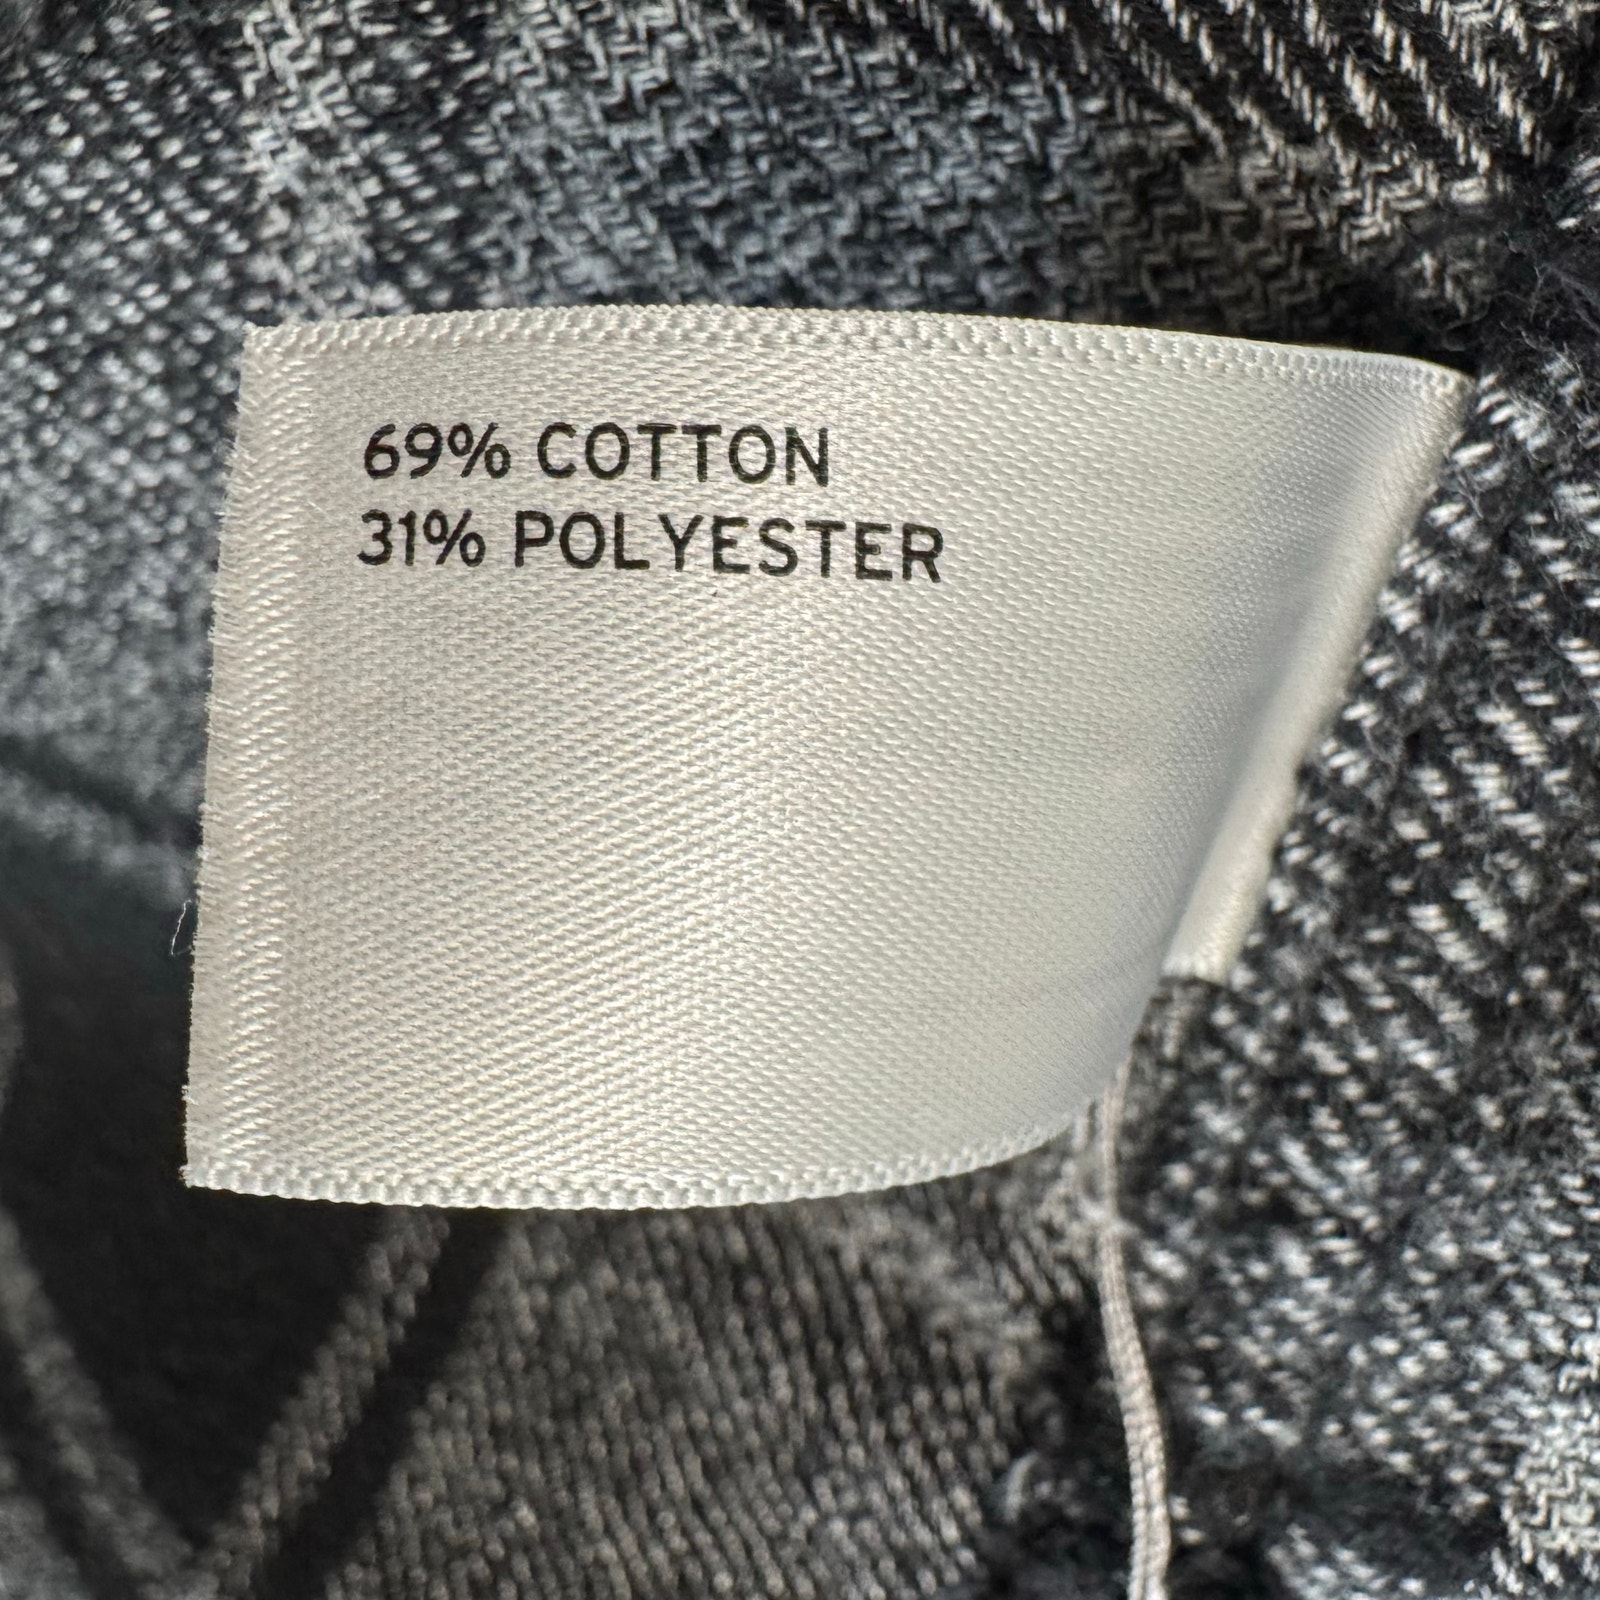 69% COTTON
31% POLYESTER